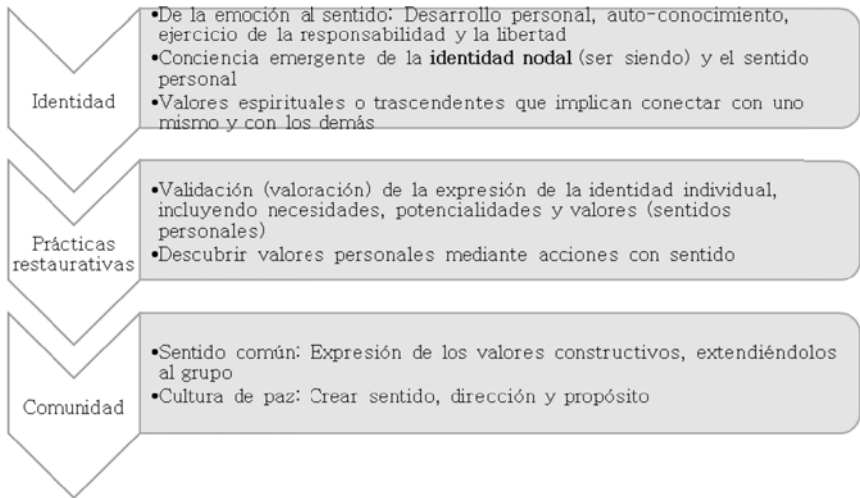 Identidad
•De la emoción al sentido: Desarrollo personal, auto-conocimiento,
ejercicio de la responsabilidad y la libertad
•Conciencia emergente de la identidad nodal (ser siendo) y el sentido
personal
•Valores espirituales o trascendentes que implican conectar con uno
mismo y con los demás
Prácticas
restaurativas
•Validación (valoración) de la expresión de la identidad individual,
incluyendo necesidades, potencialidades y valores (sentidos
personales)
•Descubrir valores personales mediante acciones con sentido
Comunidad
•Sentido común: Expresión de los valores constructivos, extendiéndolos
al grupo
•Cultura de paz: Crear sentido, dirección y propósito